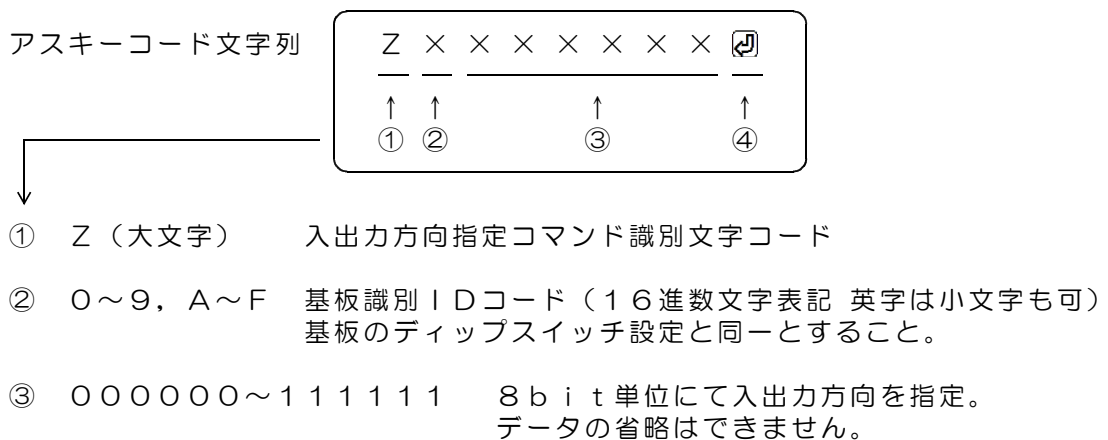 アスキーコード文字列 Z × × × × × × ×
↑ ↑ ↑ ↑
① ② ③ ④
① Z（大文字） 入出力方向指定コマンド識別文字コード
② ０～９，Ａ～Ｆ 基板識別ＩＤコード（１６進数文字表記 英字は小文字も可）
基板のディップスイッチ設定と同一とすること。
③ ００００００～１１１１１１ ８ｂｉｔ単位にて入出力方向を指定。
データの省略はできません。